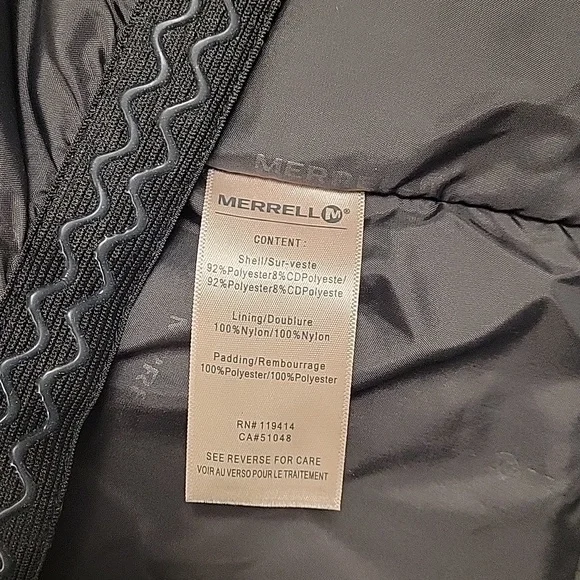 MERR
MERRELL M®
CONTENT:
Shell/Sur-veste
92%Polyester8%CDPolyeste/
92%Polyester8%CDPolyeste
Lining/Doublure
100%Nylon/100%Nylon
Padding/Rembourrage
100%Polyester/100%Polyester
RN# 119414
CA#51048
SEE REVERSE FOR CARE
VOIR AU VERSO POUR LE TRAITEMENT